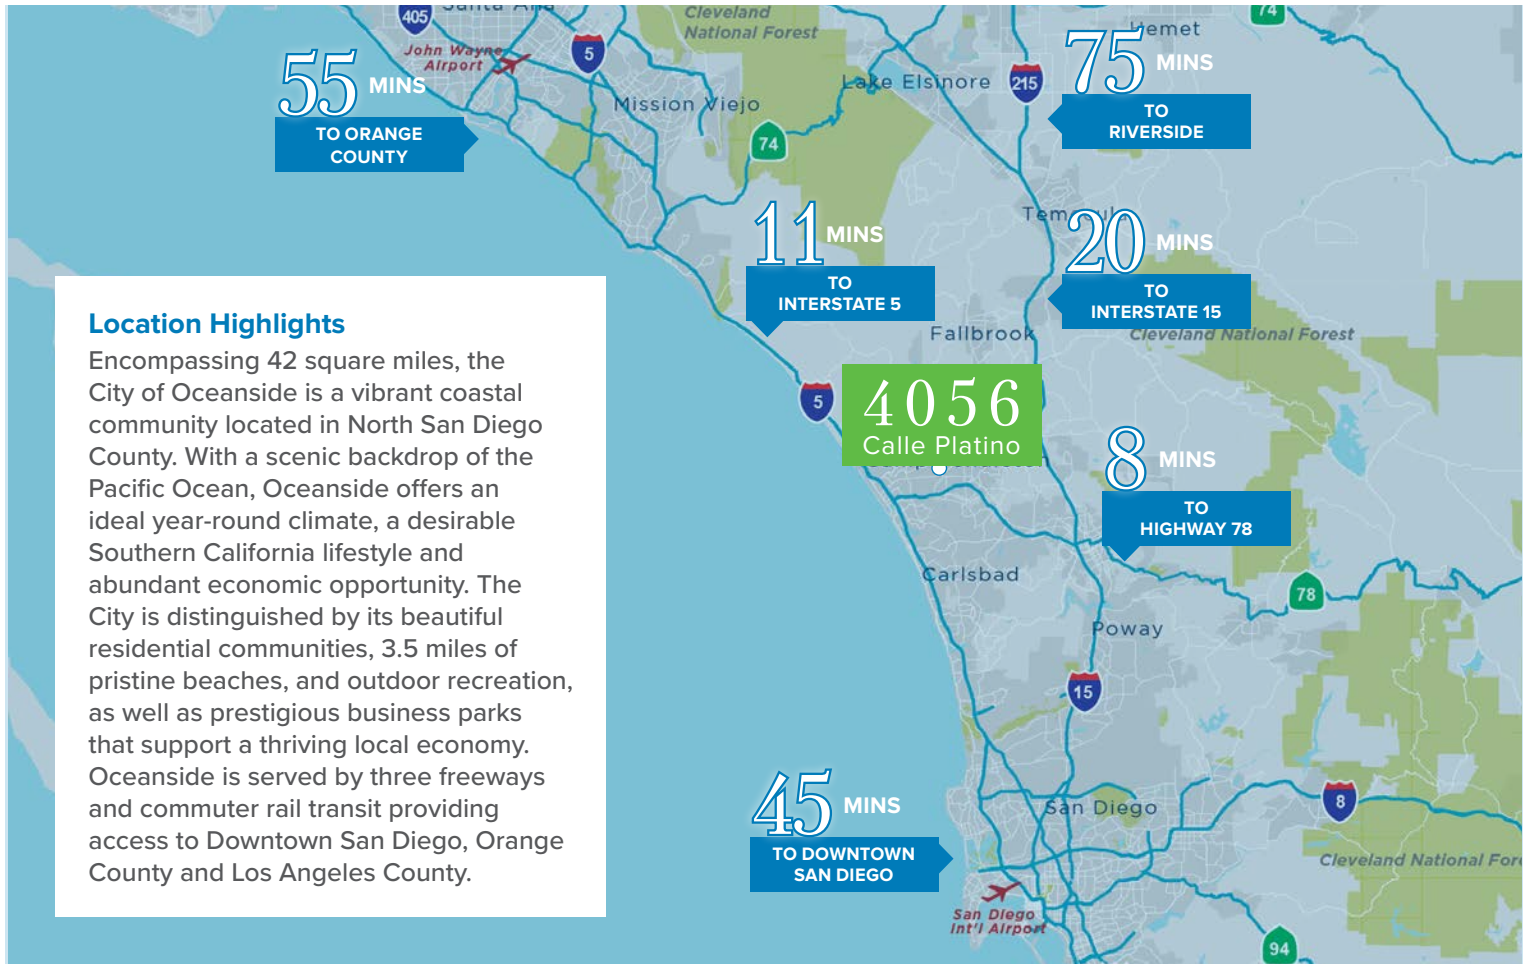 405
Santa Ana
Cleveland
National Forest
74
Hemet
John Wayne
Airport
5
55 MINS
TO ORANGE
COUNTY
Mission Viejo
Lake Elsinore
215
75 MINS
TO
RIVERSIDE
74
Temecula
11 MINS
TO
INTERSTATE 5
20 MINS
TO
INTERSTATE 15
Fallbrook
Cleveland National Forest
Location Highlights
Encompassing 42 square miles, the
City of Oceanside is a vibrant coastal
community located in North San Diego
County. With a scenic backdrop of the
Pacific Ocean, Oceanside offers an
ideal year-round climate, a desirable
Southern California lifestyle and
abundant economic opportunity. The
City is distinguished by its beautiful
residential communities, 3.5 miles of
pristine beaches, and outdoor recreation,
as well as prestigious business parks
that support a thriving local economy.
Oceanside is served by three freeways
and commuter rail transit providing
access to Downtown San Diego, Orange
County and Los Angeles County.
5
4056
Calle Platino
8 MINS
TO
HIGHWAY 78
Carlsbad
78
Poway
15
45 MINS
TO DOWNTOWN
SAN DIEGO
San Diego
8
Cleveland National Fore
San Diego
Int'l Airport
94